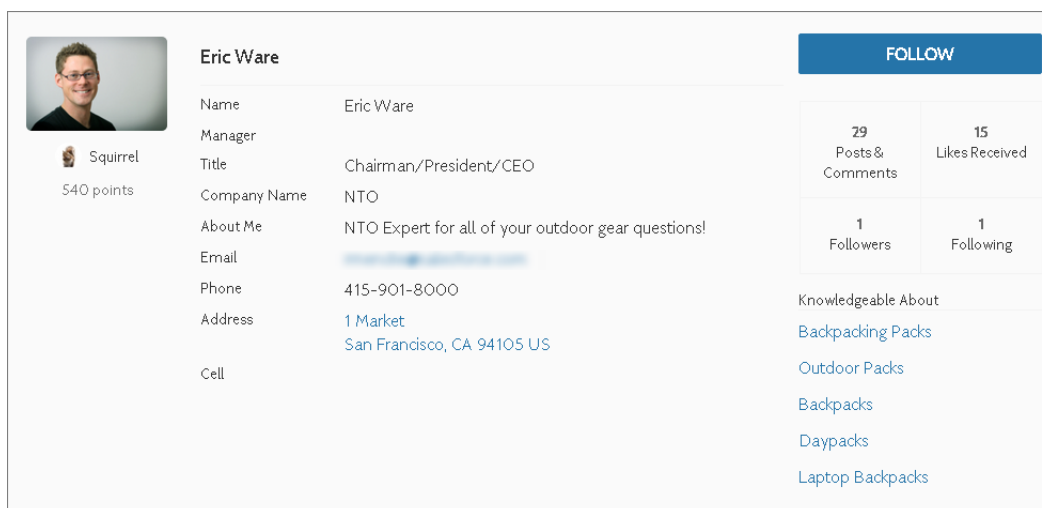 Eric Ware
Squirrel
540 points
Name Eric Ware
Manager
Title Chairman/President/CEO
Company Name NTO
About Me NTO Expert for all of your outdoor gear questions!
Email
Phone 415-901-8000
Address 1 Market
San Francisco, CA 94105 US
Cell
FOLLOW
29 15
Posts & Likes Received
Comments
1 1
Followers Following
Knowledgeable About
Backpacking Packs
Outdoor Packs
Backpacks
Daypacks
Laptop Backpacks